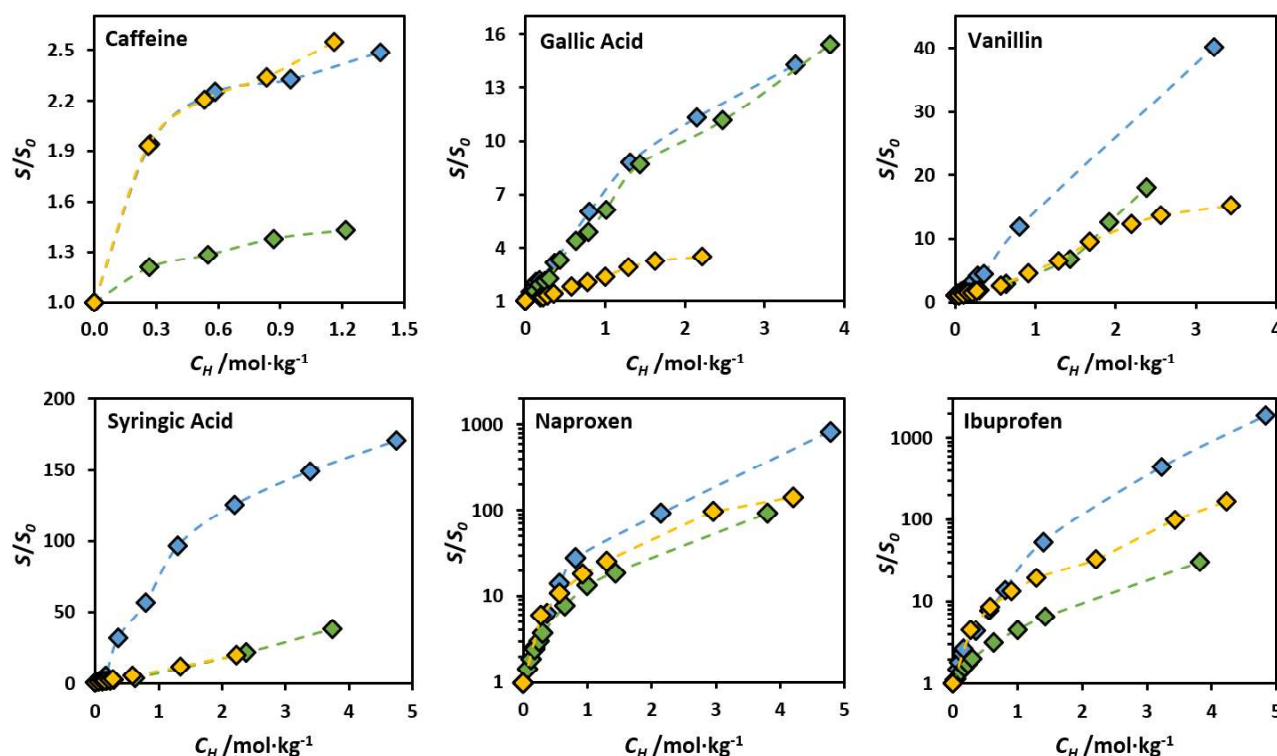 Caffeine
S/S0
2.5
2.2
1.9
1.6
1.3
1.0
0.0 0.3 0.6 0.9 1.2 1.5
CH /mol·kg-1
Gallic Acid
S/S0
16
13
10
7
4
1
0 1 2 3 4
CH /mol·kg-1
Vanillin
S/S0
40
30
20
10
0
0 1 2 3 4
CH /mol·kg-1
Syringic Acid
S/S0
200
150
100
50
0
0 1 2 3 4 5
CH /mol·kg-1
Naproxen
S/S0
1000
100
10
1
0 1 2 3 4 5
CH /mol·kg-1
Ibuprofen
S/S0
1000
100
10
1
0 1 2 3 4 5
CH /mol·kg-1